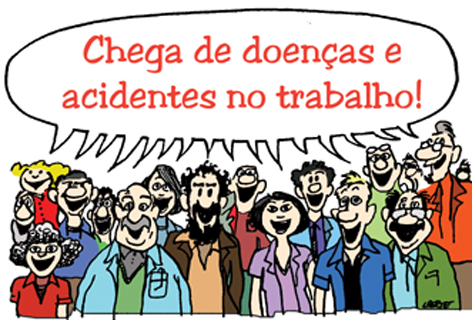 Chega de doenças e
acidentes no trabalho!